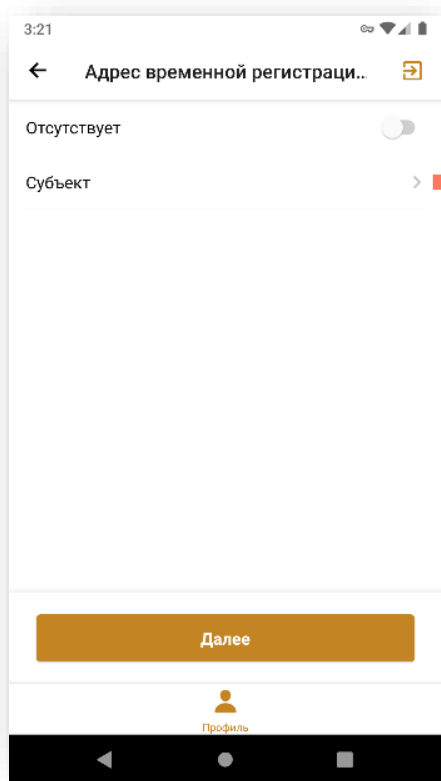 3:21
Адрес временной регистраци...
Отсутствует
Субъект
Далее
Профиль